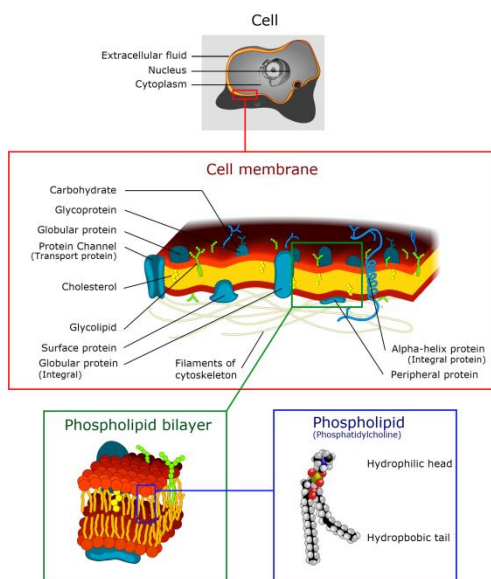 Cell
Extracellular fluid
Nucleus
Cytoplasm
Cell membrane
Carbohydrate
Glycoprotein
Globular protein
Protein Channel
(Transport protein)
Cholesterol
Glycolipid
Surface protein
Globular protein
(Integral)
Filaments of
cytoskeleton
Alpha-helix protein
(Integral protein)
Peripheral protein
Phospholipid bilayer
Phospholipid
(Phosphatidylcholine)
Hydrophilic head
Hydropbobic tail